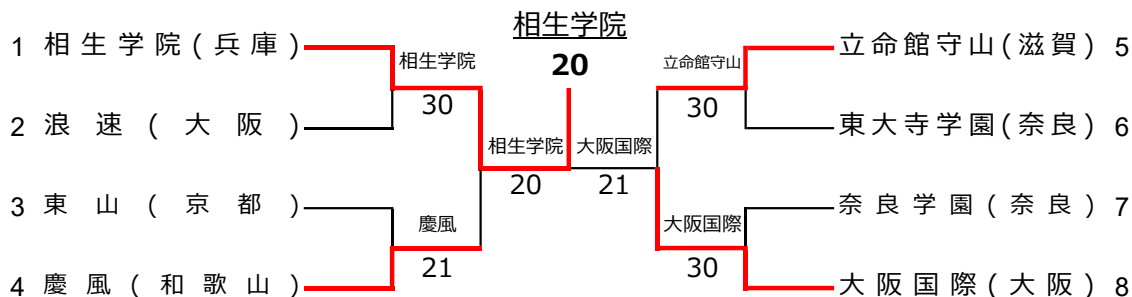 相生学院
20
1 相生学院(兵庫)
立命館守山(滋賀) 5
相生学院
立命館守山
30
30
2 浪速(大阪)
東大寺学園(奈良) 6
相生学院
大阪国際
20
21
3 東山(京都)
奈良学園(奈良) 7
慶風
大阪国際
21
30
4 慶風(和歌山)
大阪国際(大阪) 8